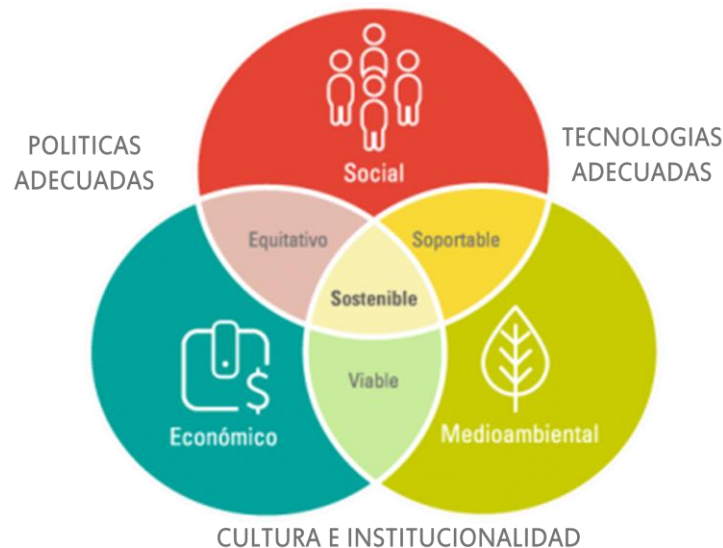 Social
POLITICAS
ADECUADAS
TECNOLOGIAS
ADECUADAS
Equitativo
Soportable
Sostenible
Viable
$
Económico
Medioambiental
CULTURA E INSTITUCIONALIDAD